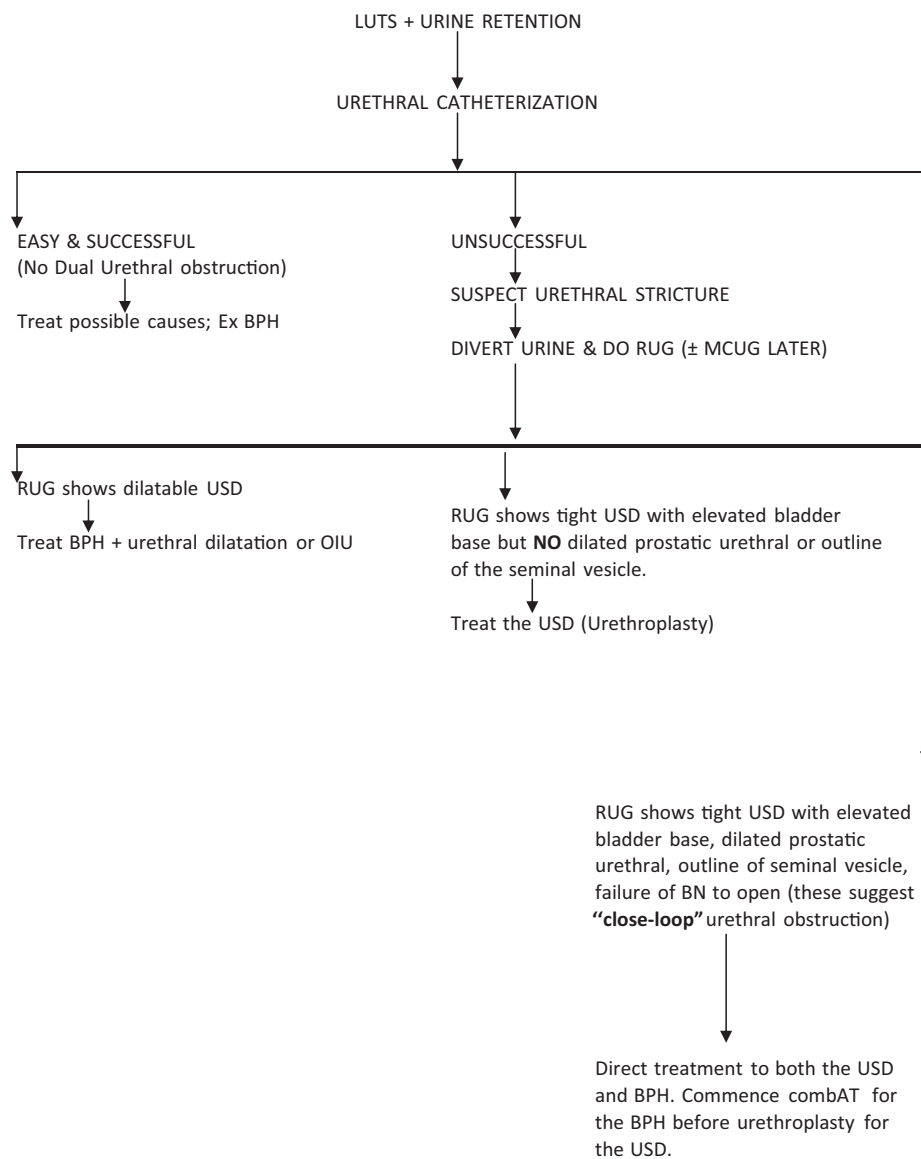 LUTS + URINE RETENTION
URETHRAL CATHETERIZATION
EASY & SUCCESSFUL
(No Dual Urethral obstruction)
Treat possible causes; Ex BPH
UNSUCCESSFUL
SUSPECT URETHRAL STRICTURE
DIVERT URINE & DO RUG (± MCUG LATER)
RUG shows dilatable USD
Treat BPH + urethral dilatation or OIU
RUG shows tight USD with elevated bladder
base but NO dilated prostatic urethral or outline
of the seminal vesicle.
Treat the USD (Urethroplasty)
RUG shows tight USD with elevated
bladder base, dilated prostatic
urethral, outline of seminal vesicle,
failure of BN to open (these suggest
“close-loop” urethral obstruction)
Direct treatment to both the USD
and BPH. Commence combAT for
the BPH before urethroplasty for
the USD.